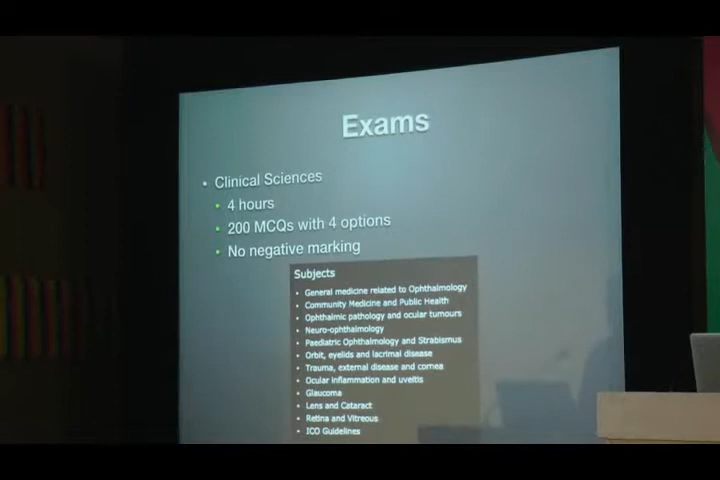 Exams
• Clinical Sciences
• 4 hours
• 200 MCQs with 4 options
• No negative marking
Subjects
• General medicine related to Ophthalmology
• Community Medicine and Public Health
• Ophthalmic pathology and ocular tumours
• Neuro-ophthalmology
• Paediatric Ophthalmology and Strabismus
• Orbit, eyelids and lacrimal disease
• Trauma, external disease and cornea
• Ocular inflammation and uveitis
• Glaucoma
• Lens and Cataract
• Retina and Vitreous
• ICO Guidelines